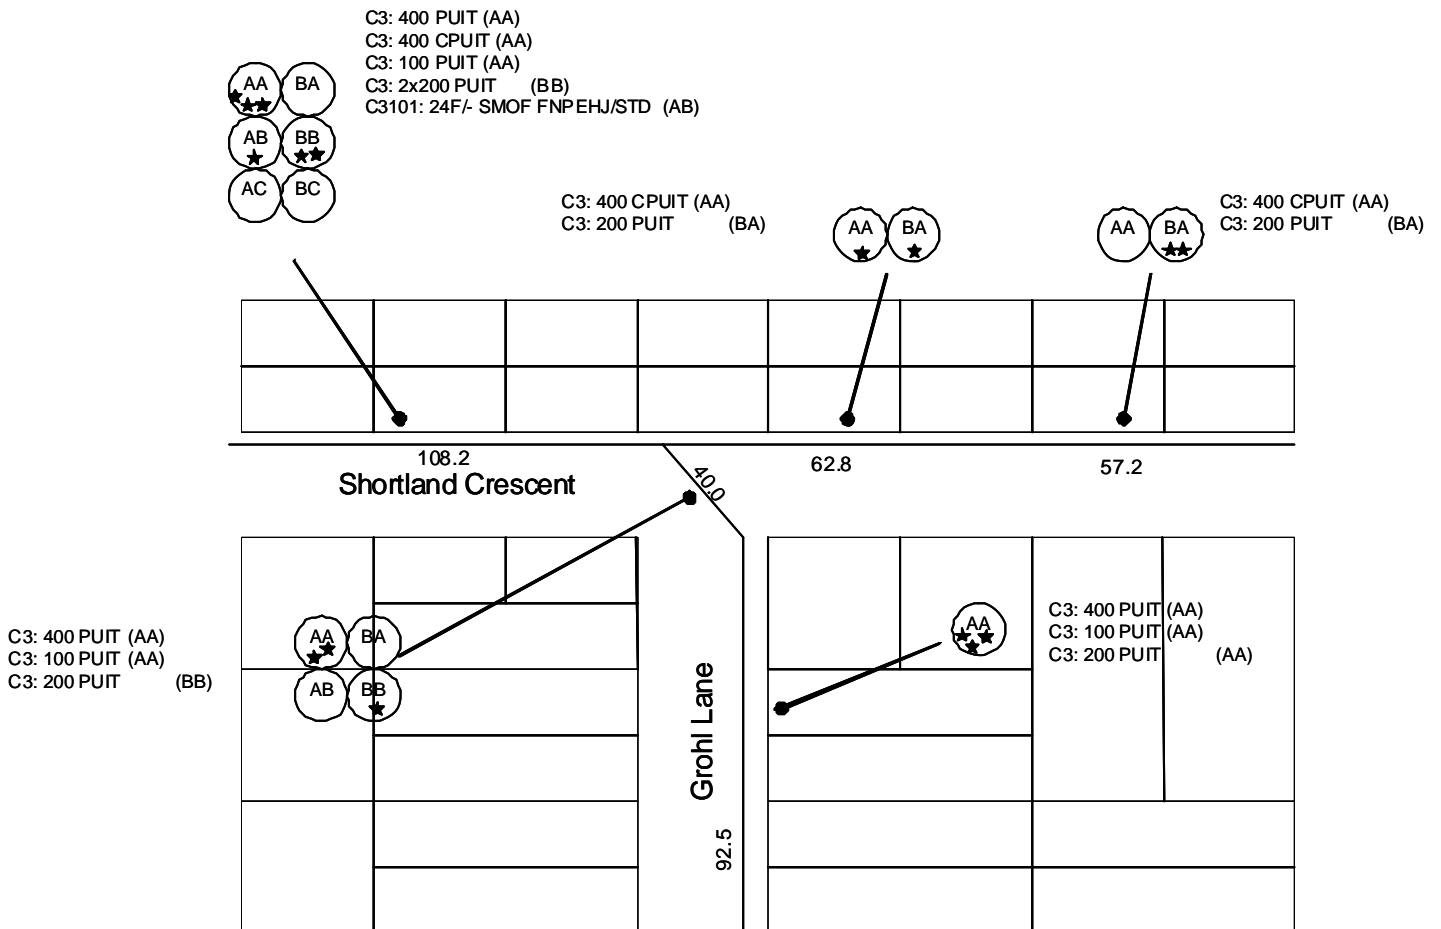 C3: 400 PUIT (AA)
C3: 400 CPUIT (AA)
C3: 100 PUIT (AA)
C3: 2x200 PUIT (BB)
C3101: 24F/- SMOF FNPEHJ/STD (AB)
AA BA
AB BB
AC BC
C3: 400 CPUIT (AA)
C3: 200 PUIT (BA)
AA BA
AA BA
C3: 400 CPUIT (AA)
C3: 200 PUIT (BA)
108.2
62.8
57.2
Shortland Crescent
40.0
C3: 400 PUIT (AA)
C3: 100 PUIT (AA)
C3: 200 PUIT (BB)
AA BA
AB BB
AA
C3: 400 PUIT (AA)
C3: 100 PUIT (AA)
C3: 200 PUIT (AA)
Grohl Lane
92.5